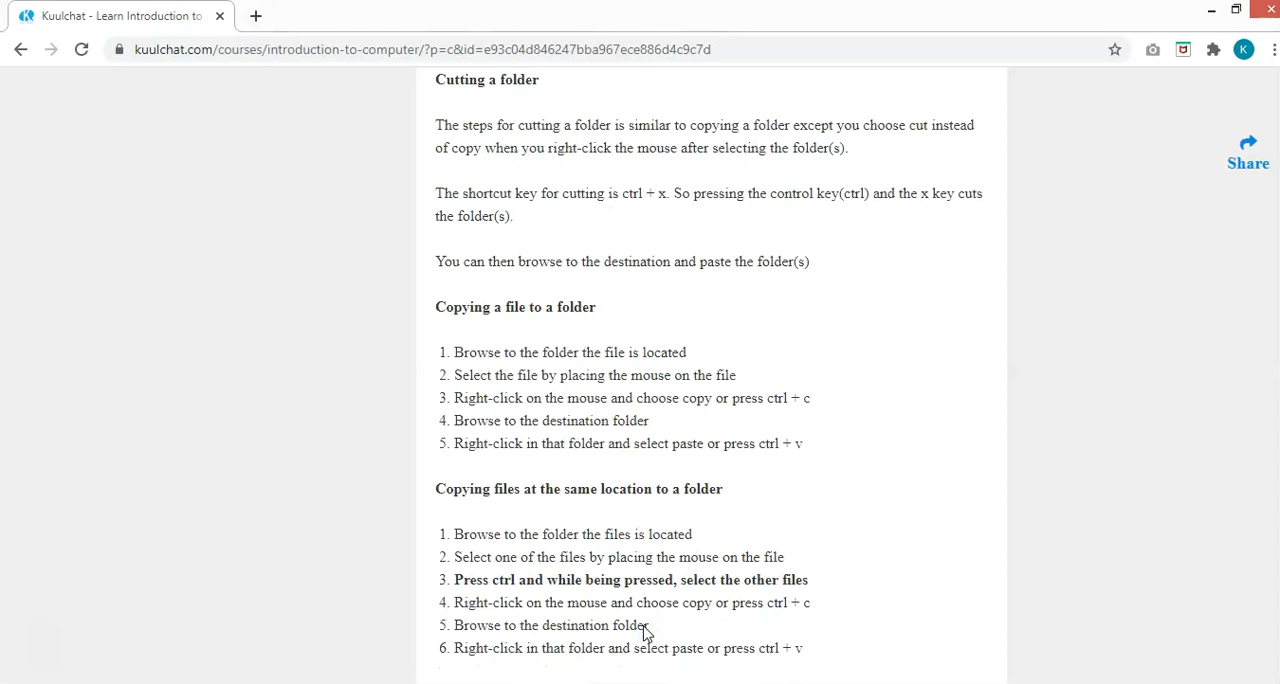 Kuulchat - Learn Introduction to
kuulchat.com/courses/introduction-to-computer/?p=c&id=e93c04d846247bba967ece886d4c9c7d
K
Cutting a folder
The steps for cutting a folder is similar to copying a folder except you choose cut instead
of copy when you right-click the mouse after selecting the folder(s).
Share
The shortcut key for cutting is ctrl + x. So pressing the control key(ctrl) and the x key cuts
the folder(s).
You can then browse to the destination and paste the folder(s)
Copying a file to a folder
1. Browse to the folder the file is located
2. Select the file by placing the mouse on the file
3. Right-click on the mouse and choose copy or press ctrl + c
4. Browse to the destination folder
5. Right-click in that folder and select paste or press ctrl + v
Copying files at the same location to a folder
1. Browse to the folder the files is located
2. Select one of the files by placing the mouse on the file
3. Press ctrl and while being pressed, select the other files
4. Right-click on the mouse and choose copy or press ctrl + c
5. Browse to the destination folder
6. Right-click in that folder and select paste or press ctrl + v